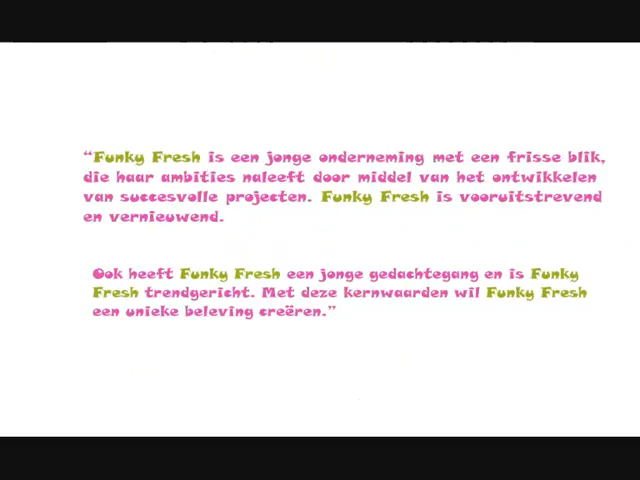 “Funky Fresh is een jonge onderneming met een frisse blik,
die haar ambities naleeft door middel van het ontwikkelen
van succesvolle projecten. Funky Fresh is vooruitstrevend
en vernieuwend.
Ook heeft Funky Fresh een jonge gedachtegang en is Funky
Fresh trendgericht. Met deze kernwaarden wil Funky Fresh
een unieke beleving creëren.”